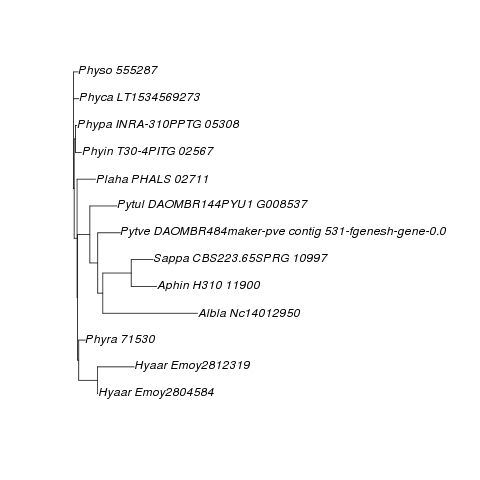 Physo 555287
Phyca LT1534569273
Phypa INRA-310PPTG 05308
Phyin T30-4PITG 02567
Plaha PHALS 02711
Pytul DAOMBR144PYU1 G008537
Pytve DAOMBR484maker-pve contig 531-fgenesh-gene-0.0
Sappa CBS223.65SPRG 10997
Aphin H310 11900
Albla Nc14012950
Phyra 71530
Hyaar Emoy2812319
Hyaar Emoy2804584